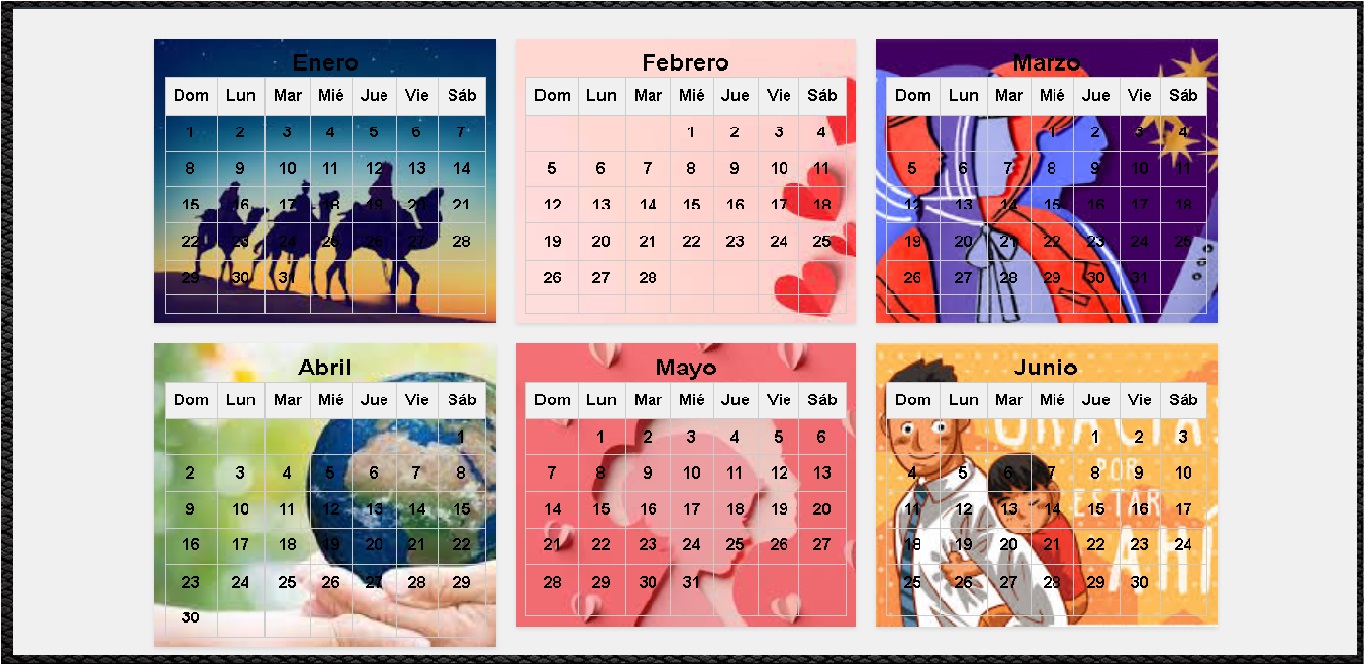 Enero
Dom Lun Mar Mié Jue Vie Sáb
1 2 3 4 5 6 7
8 9 10 11 12 13 14
15 16 17 18 19 20 21
22 23 24 25 26 27 28
29 30 31
Febrero
Dom Lun Mar Mié Jue Vie Sáb
1 2 3 4
5 6 7 8 9 10 11
12 13 14 15 16 17 18
19 20 21 22 23 24 25
26 27 28
Marzo
Dom Lun Mar Mié Jue Vie Sáb
1 2 3 4
5 6 7 8 9 10 11
12 13 14 15 16 17 18
19 20 21 22 23 24 25
26 27 28 29 30 31
Abril
Dom Lun Mar Mié Jue Vie Sáb
1
2 3 4 5 6 7 8
9 10 11 12 13 14 15
16 17 18 19 20 21 22
23 24 25 26 27 28 29
30
Mayo
Dom Lun Mar Mié Jue Vie Sáb
1 2 3 4 5 6
7 8 9 10 11 12 13
14 15 16 17 18 19 20
21 22 23 24 25 26 27
28 29 30 31
Junio
Dom Lun Mar Mié Jue Vie Sáb
1 2 3
4 5 6 7 8 9 10
11 12 13 14 15 16 17
18 19 20 21 22 23 24
25 26 27 28 29 30
POR
ESTAR
AHÍ